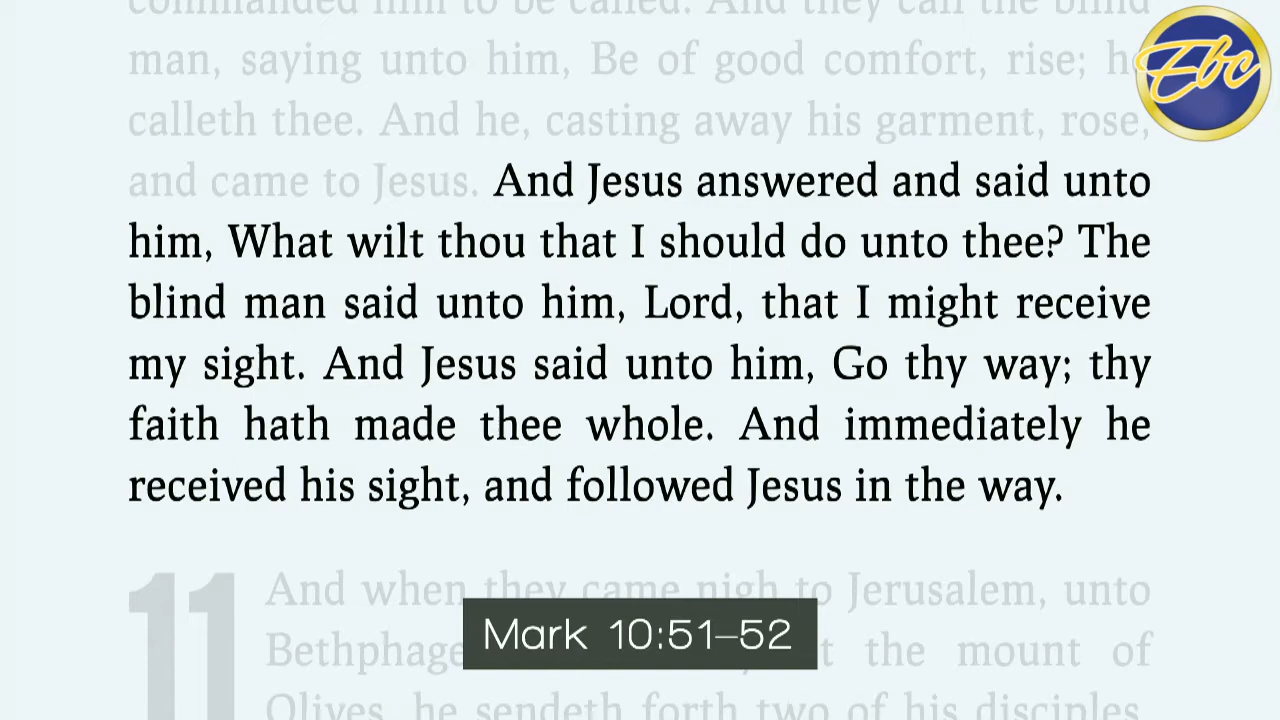 commanded him to be called. And they call the blind
man, saying unto him, Be of good comfort, rise; he
calleth thee. And he, casting away his garment, rose,
and came to Jesus. And Jesus answered and said unto
him, What wilt thou that I should do unto thee? The
blind man said unto him, Lord, that I might receive
my sight. And Jesus said unto him, Go thy way; thy
faith hath made thee whole. And immediately he
received his sight, and followed Jesus in the way.
11 And when they came nigh to Jerusalem, unto
Bethphage the mount of
Olives, he sendeth forth two of his disciples,
Mark 10:51–52
Ebc